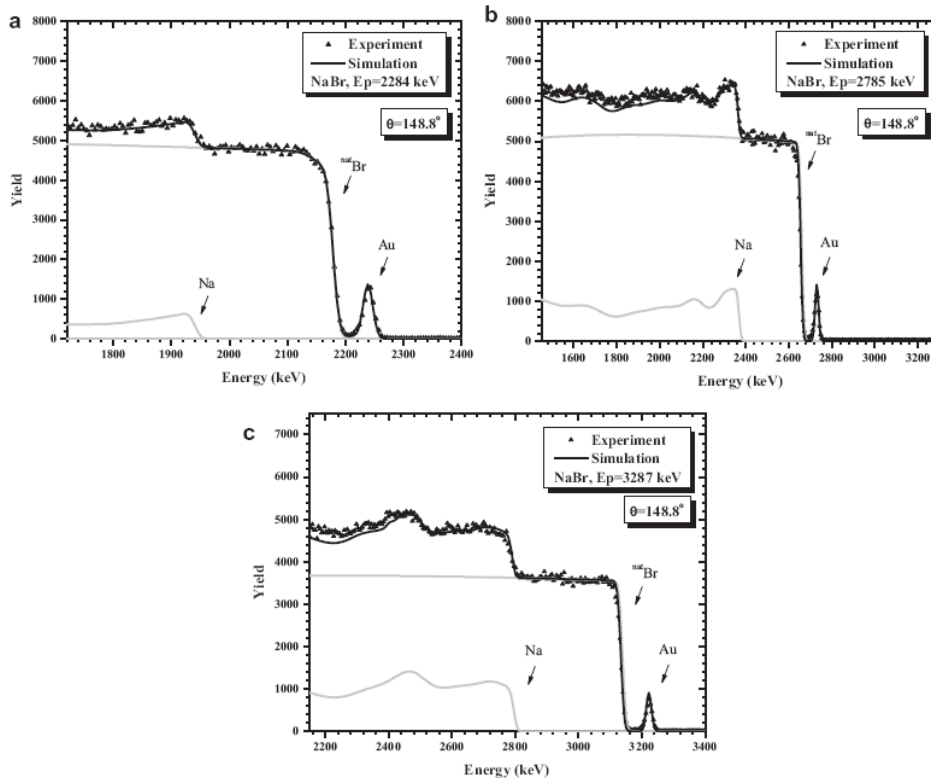 a
8000
7000
6000
5000
4000
3000
2000
1000
0
Yield
Experiment
Simulation
NaBr, Ep=2284 keV
θ=148.8°
natBr
Au
Na
1800 1900 2000 2100 2200 2300 2400
Energy (keV)
b
8000
7000
6000
5000
4000
3000
2000
1000
0
Yield
Experiment
Simulation
NaBr, Ep=2785 keV
θ=148.8°
natBr
Na
Au
1600 1800 2000 2200 2400 2600 2800 3000 3200
Energy (keV)
c
7000
6000
5000
4000
3000
2000
1000
0
Yield
Experiment
Simulation
NaBr, Ep=3287 keV
θ=148.8°
natBr
Na
Au
2200 2400 2600 2800 3000 3200 3400
Energy (keV)